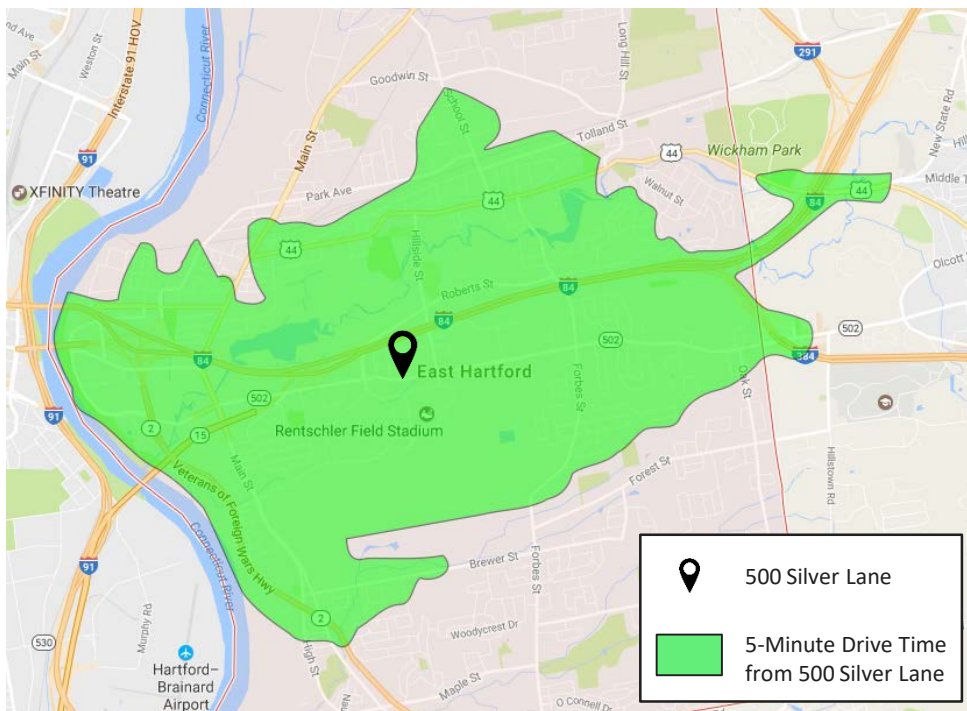 Main St
Weston St
Interstate 91 HOV
Connecticut River
91
XFINITY Theatre
Main St
Park Ave
Goodwin St
School St
Tolland St
Long Hill St
291
44
Wickham Park
New State Rd
Middle T
Walnut St
44
84
44
44
Olcott
Hillside St
Roberts St
84
84
84
502
502
384
East Hartford
502
Rentschler Field Stadium
Forbes St
Oak St
91
2
15
Main St
Veterans of Foreign Wars Hwy
Forest St
Hillstown Rd
Connecticut River
Brewer St
Forbes St
91
2
High St
Woodycrest Dr
Maple St
O Connell Dr
530
Murphy Rd
Hartford–
Brainard
Airport
500 Silver Lane
5-Minute Drive Time
from 500 Silver Lane